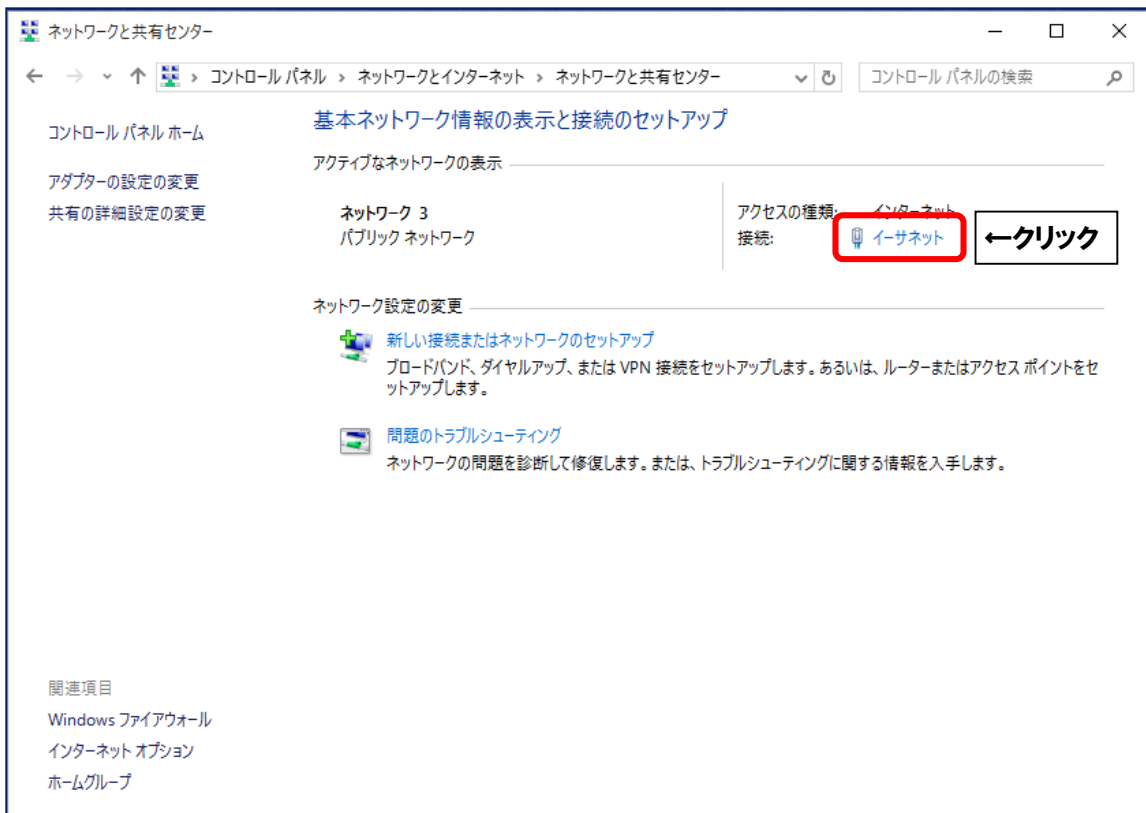 ネットワークと共有センター
コントロール パネル › ネットワークとインターネット › ネットワークと共有センター
コントロール パネルの検索
コントロール パネル ホーム
アダプターの設定の変更
共有の詳細設定の変更
基本ネットワーク情報の表示と接続のセットアップ
アクティブなネットワークの表示
ネットワーク 3
パブリック ネットワーク
アクセスの種類: インターネット
接続: イーサネット
←クリック
ネットワーク設定の変更
新しい接続またはネットワークのセットアップ
ブロードバンド、ダイヤルアップ、または VPN 接続をセットアップします。あるいは、ルーターまたはアクセス ポイントをセ
ットアップします。
問題のトラブルシューティング
ネットワークの問題を診断して修復します。または、トラブルシューティングに関する情報を入手します。
関連項目
Windows ファイアウォール
インターネット オプション
ホームグループ